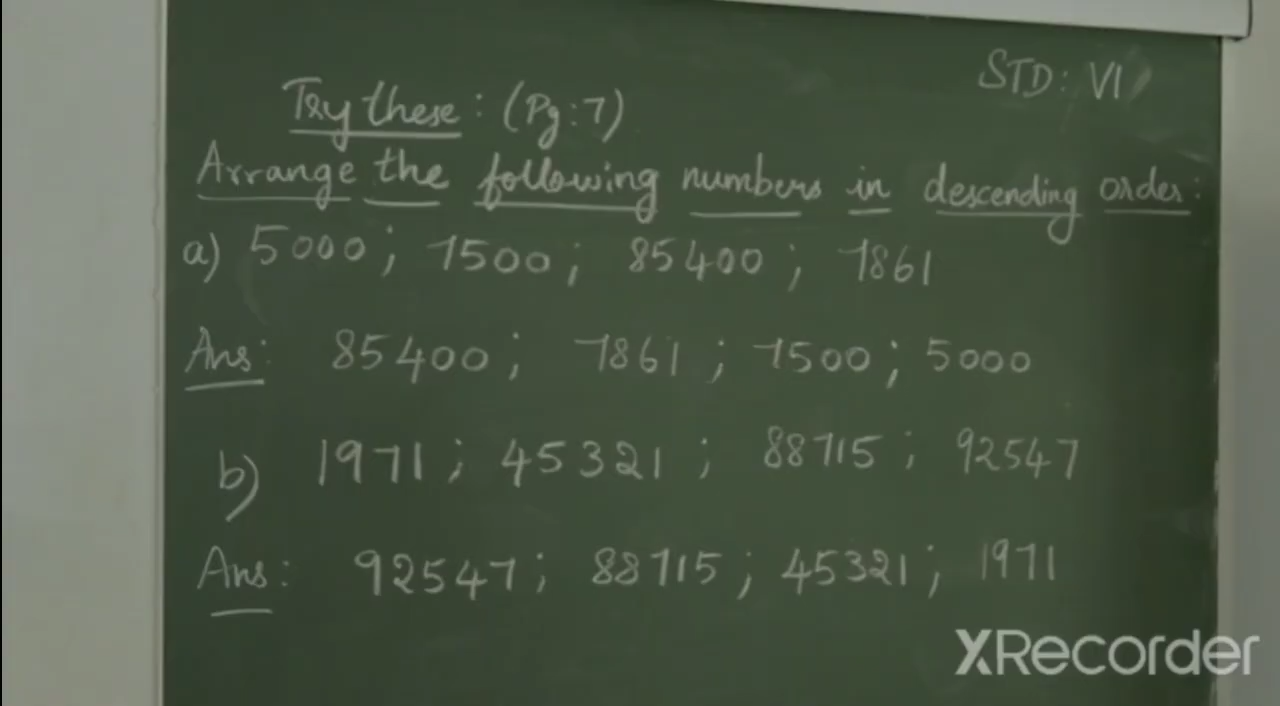 STD: VI
Try these: (Pg:7)
Arrange the following numbers in descending order:
a) 5000; 7500; 85400; 7861
Ans: 85400; 7861; 7500; 5000
b) 1971; 45321; 88715; 92547
Ans: 92547; 88715; 45321; 1971
XRecorder